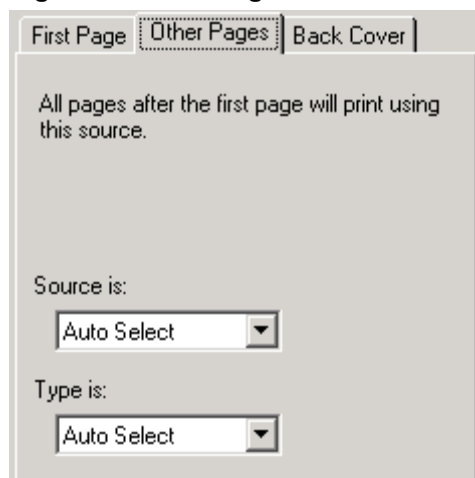 First Page Other Pages Back Cover
All pages after the first page will print using
this source.
Source is:
Auto Select
Type is:
Auto Select